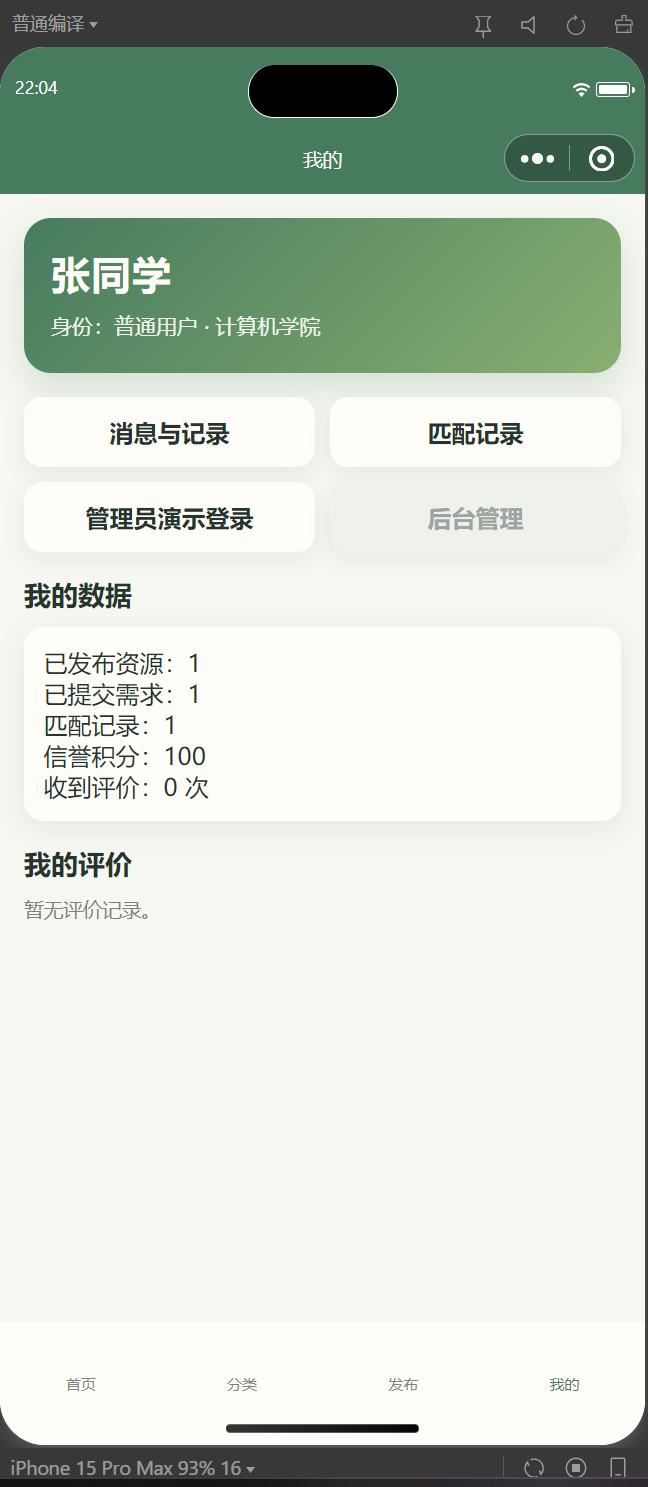 普通编译
22:04
我的
张同学
身份：普通用户 · 计算机学院
消息与记录
匹配记录
管理员演示登录
后台管理
我的数据
已发布资源：1
已提交需求：1
匹配记录：1
信誉积分：100
收到评价：0 次
我的评价
暂无评价记录。
首页
分类
发布
我的
iPhone 15 Pro Max 93% 16